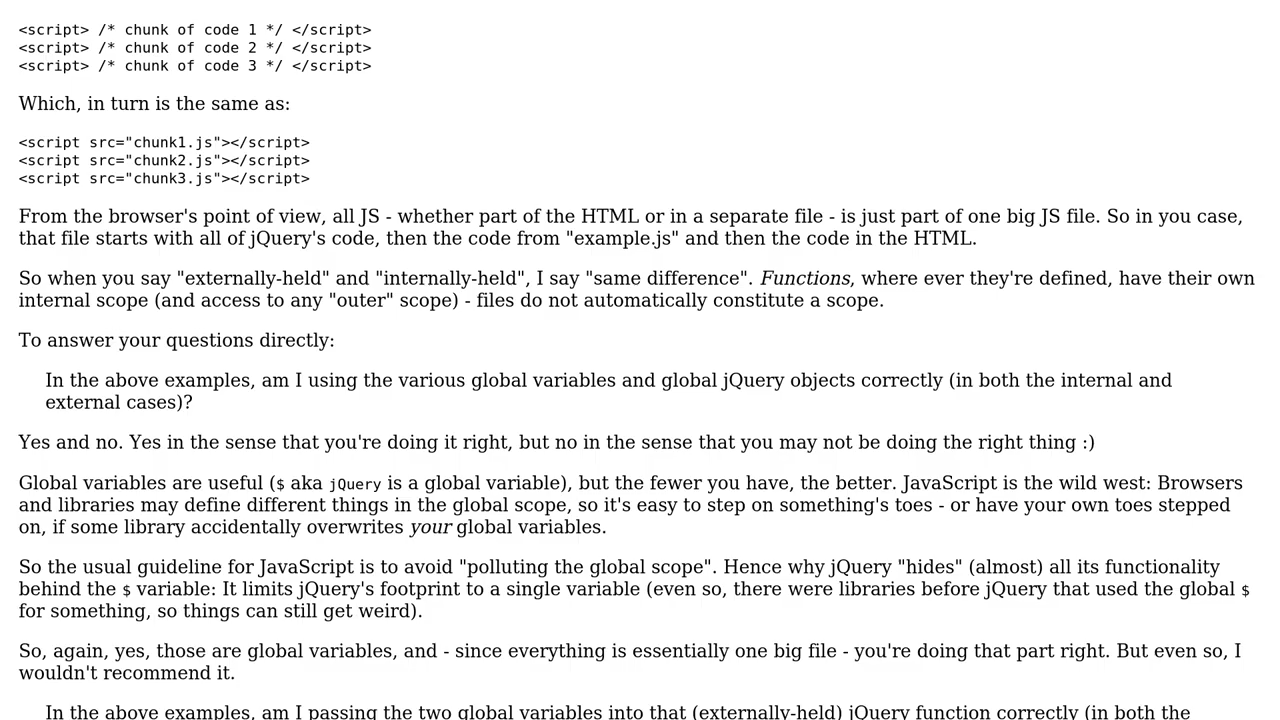 <script> /* chunk of code 1 */ </script>
<script> /* chunk of code 2 */ </script>
<script> /* chunk of code 3 */ </script>
Which, in turn is the same as:
<script src="chunk1.js"></script>
<script src="chunk2.js"></script>
<script src="chunk3.js"></script>
From the browser's point of view, all JS - whether part of the HTML or in a separate file - is just part of one big JS file. So in you case,
that file starts with all of jQuery's code, then the code from "example.js" and then the code in the HTML.
So when you say "externally-held" and "internally-held", I say "same difference". Functions, where ever they're defined, have their own
internal scope (and access to any "outer" scope) - files do not automatically constitute a scope.
To answer your questions directly:
In the above examples, am I using the various global variables and global jQuery objects correctly (in both the internal and
external cases)?
Yes and no. Yes in the sense that you're doing it right, but no in the sense that you may not be doing the right thing :)
Global variables are useful ($ aka jQuery is a global variable), but the fewer you have, the better. JavaScript is the wild west: Browsers
and libraries may define different things in the global scope, so it's easy to step on something's toes - or have your own toes stepped
on, if some library accidentally overwrites your global variables.
So the usual guideline for JavaScript is to avoid "polluting the global scope". Hence why jQuery "hides" (almost) all its functionality
behind the $ variable: It limits jQuery's footprint to a single variable (even so, there were libraries before jQuery that used the global $
for something, so things can still get weird).
So, again, yes, those are global variables, and - since everything is essentially one big file - you're doing that part right. But even so, I
wouldn't recommend it.
In the above examples, am I passing the two global variables into that (externally-held) jQuery function correctly (in both the